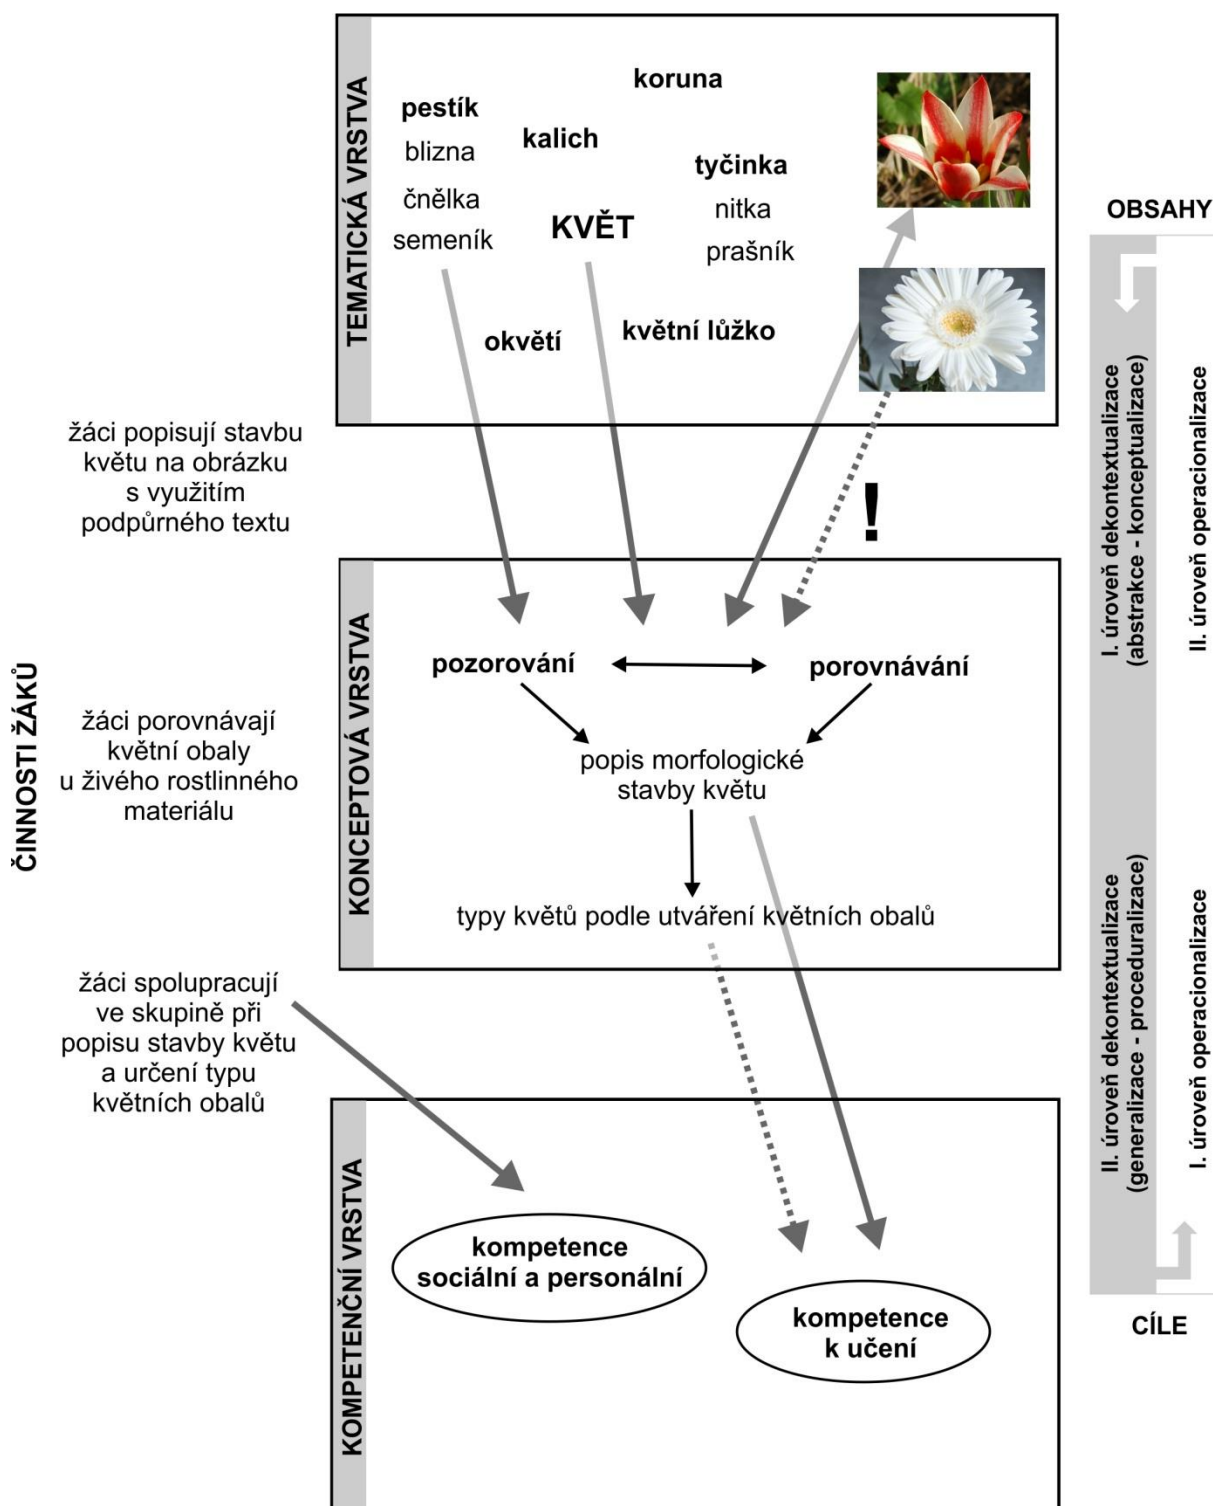 TEMATICKÁ VRSTVA
koruna
pestík
blizna
čnělka
semeník
kalich
KVĚT
tyčinka
nitka
prašník
okvětí
květní lůžko
žáci popisují stavbu
květu na obrázku
s využitím
podpůrného textu
!
ČINNOSTI ŽÁKŮ
KONCEPTOVÁ VRSTVA
pozorování
porovnávání
žáci porovnávají
květní obaly
u živého rostlinného
materiálu
popis morfologické
stavby květu
typy květů podle utváření květních obalů
žáci spolupracují
ve skupině při
popisu stavby květu
a určení typu
květních obalů
KOMPETENČNÍ VRSTVA
kompetence
sociální a personální
kompetence
k učení
OBSAHY
I. úroveň dekontextualizace
(abstrakce - konceptualizace)
II. úroveň operacionalizace
II. úroveň dekontextualizace
(generalizace - proceduralizace)
I. úroveň operacionalizace
CÍLE